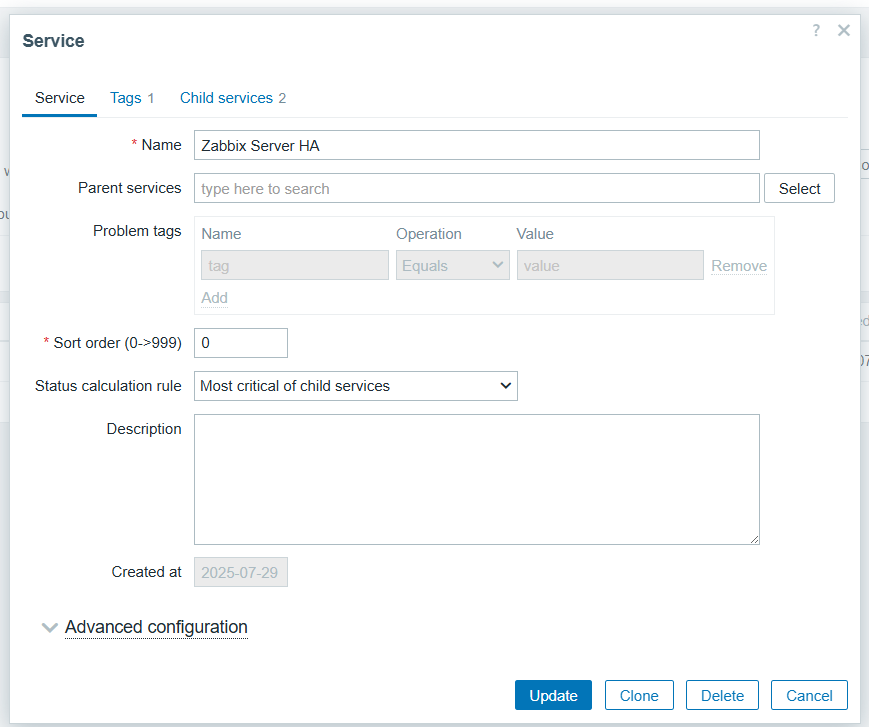 Service
?
Service Tags 1 Child services 2
* Name Zabbix Server HA
Parent services type here to search Select
Problem tags Name Operation Value
tag Equals value Remove
Add
* Sort order (0->999) 0
Status calculation rule Most critical of child services
Description
Created at 2025-07-29
Advanced configuration
Update Clone Delete Cancel